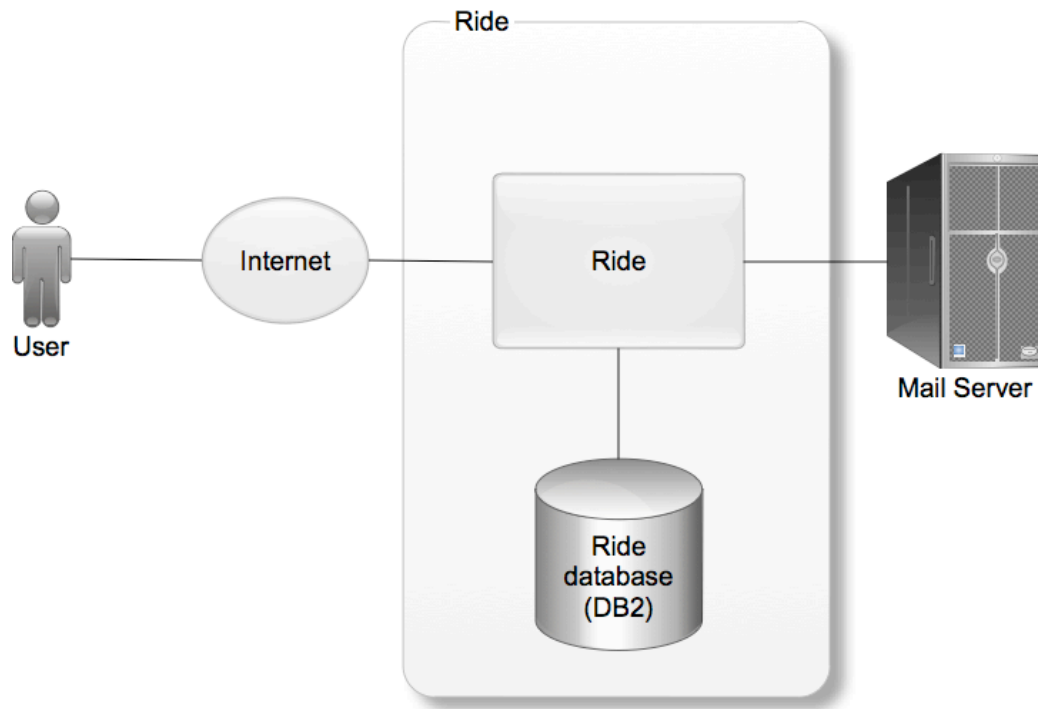 Ride
Internet
Ride
User
Mail Server
Ride
database
(DB2)